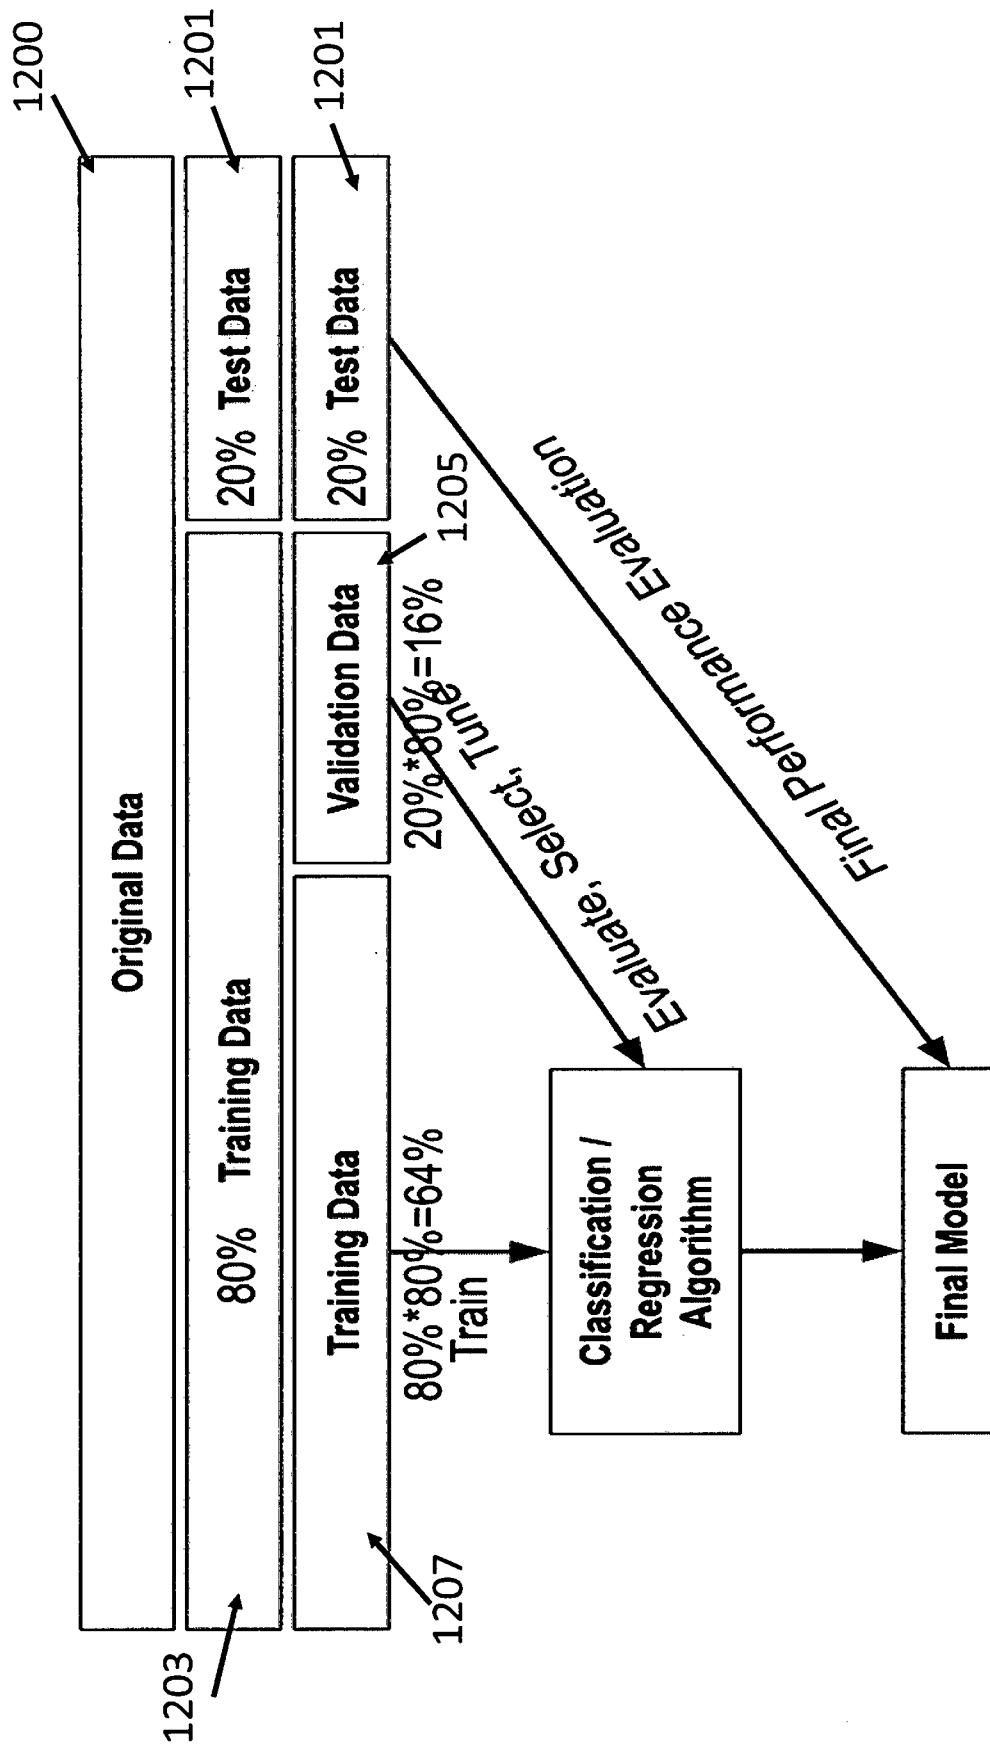 1200
Original Data
1201
80% Training Data
20% Test Data
1203
1201
Training Data
Validation Data
20% Test Data
1207
1205
80%*80%=64%
20%*80%=16%
Train
Evaluate, Select, Tune
Final Performance Evaluation
Classification /
Regression
Algorithm
Final Model